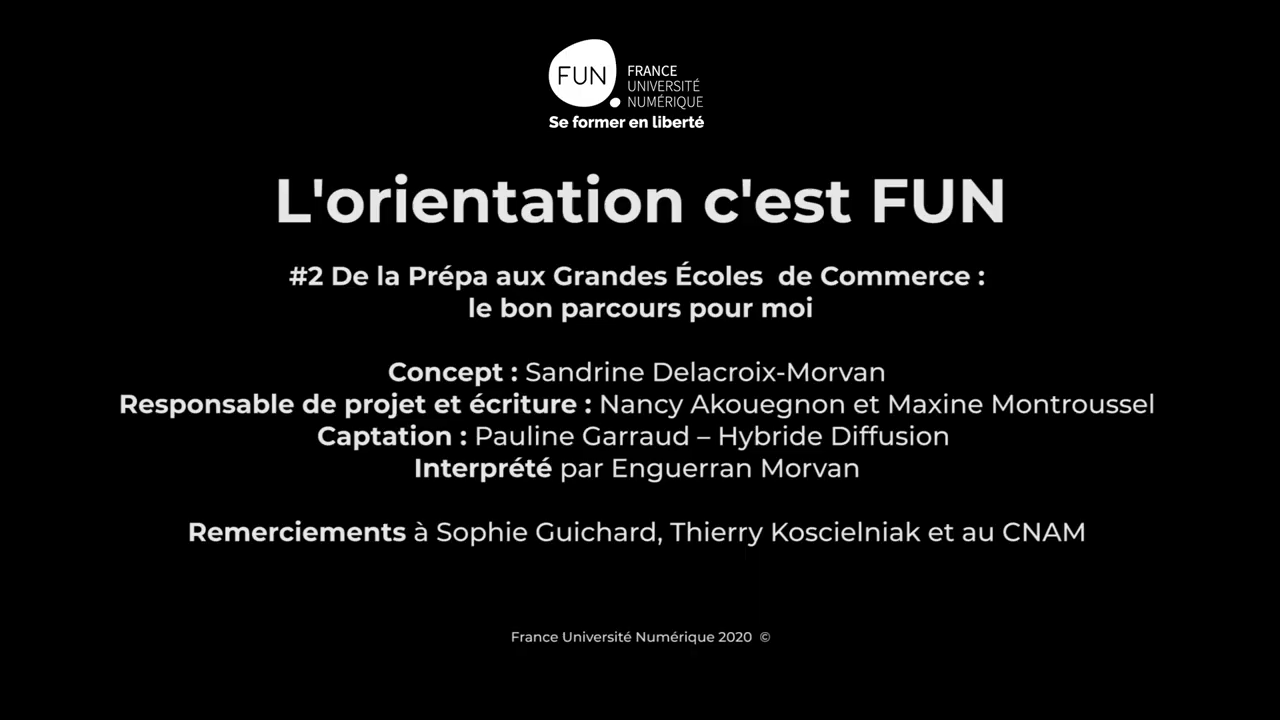 FUN
FRANCE
UNIVERSITÉ
NUMÉRIQUE
Se former en liberté
L'orientation c'est FUN
#2 De la Prépa aux Grandes Écoles  de Commerce :
le bon parcours pour moi
Concept : Sandrine Delacroix-Morvan
Responsable de projet et écriture : Nancy Akouegnon et Maxine Montroussel
Captation : Pauline Garraud – Hybride Diffusion
Interprété par Enguerran Morvan
Remerciements à Sophie Guichard, Thierry Koscielniak et au CNAM
France Université Numérique 2020  ©